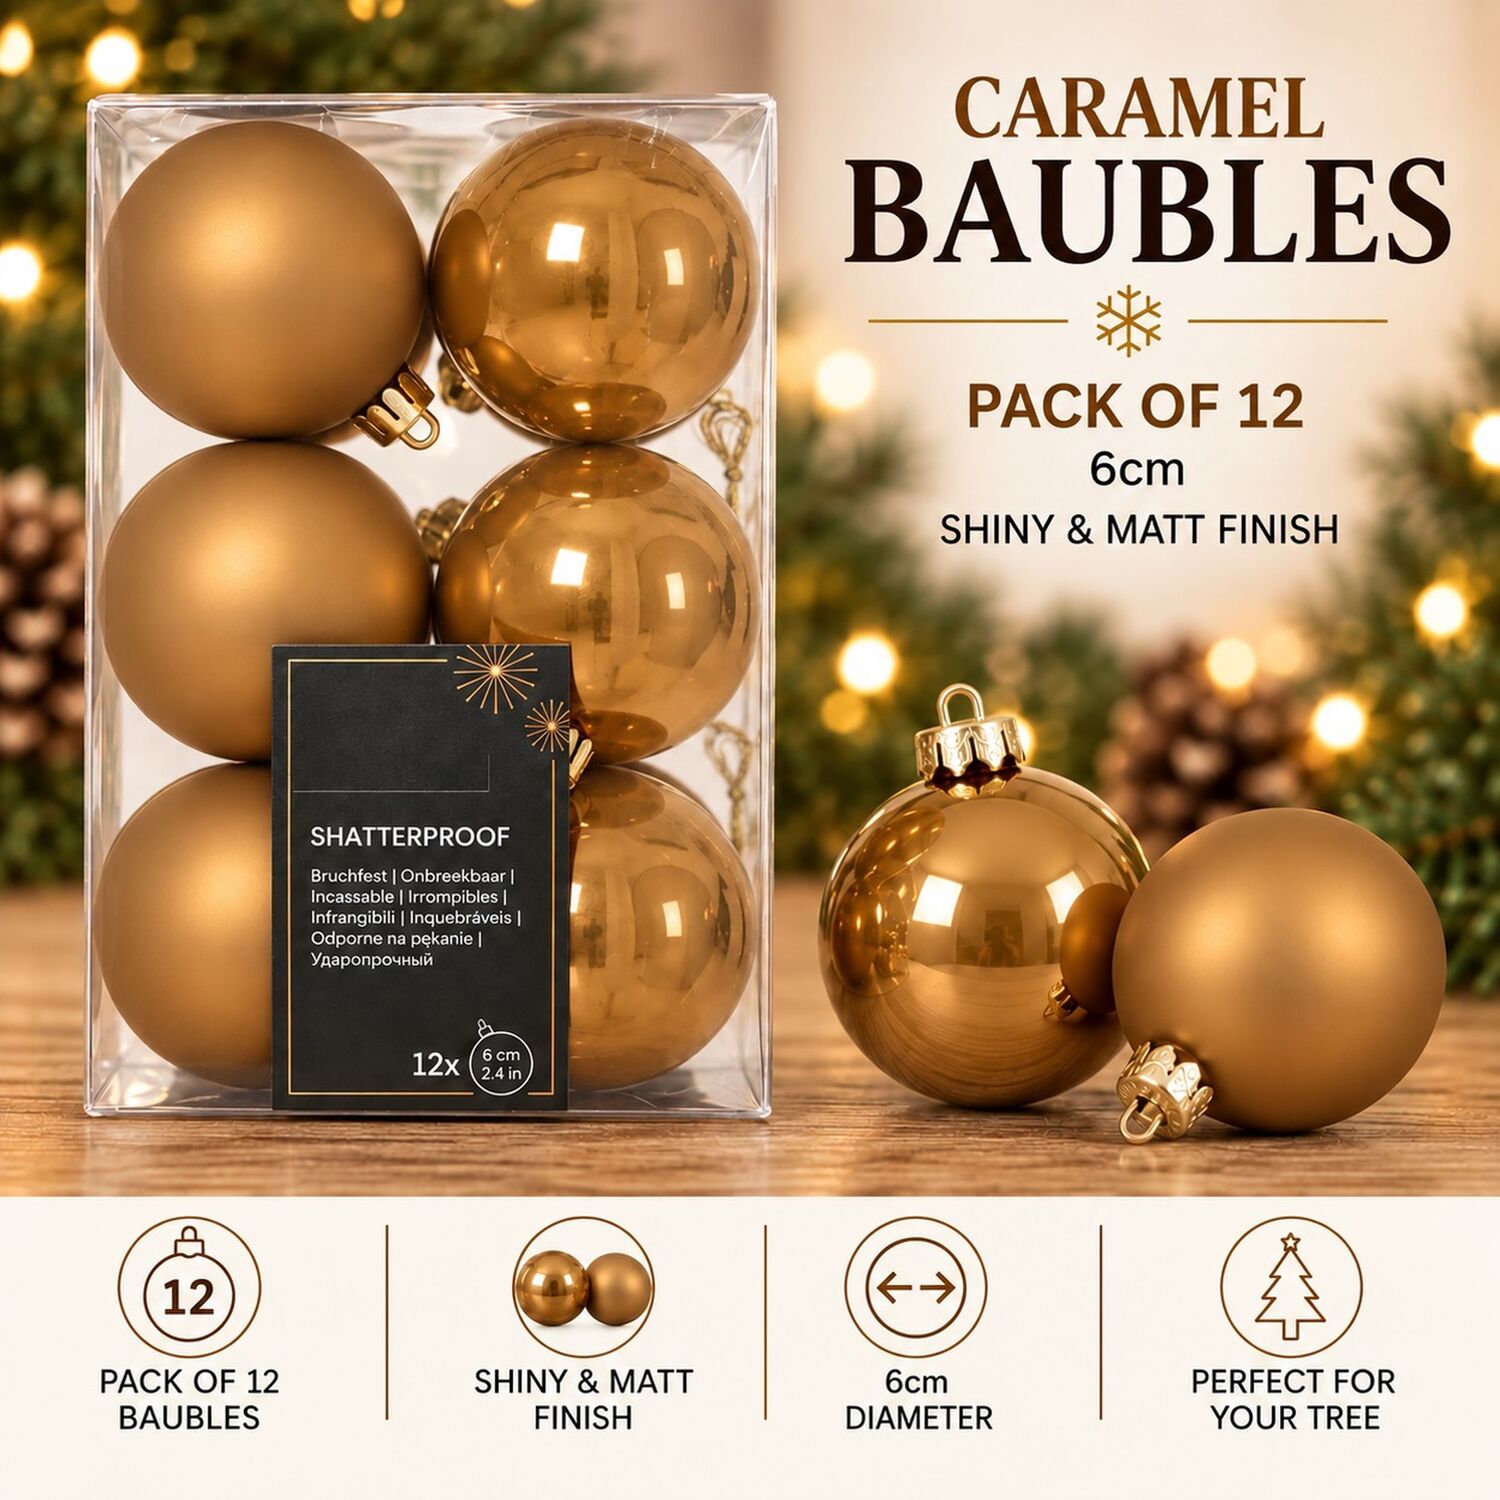 CARAMEL
BAUBLES
PACK OF 12
6cm
SHINY & MATT FINISH
SHATTERPROOF
Bruchfest | Onbreekbaar |
Incassable | Irrompibles |
Infrangibili | Inquebráveis |
Odporne na pękanie |
Ударопрочный
12x
6 cm
2.4 in
12
PACK OF 12
BAUBLES
SHINY & MATT
FINISH
6cm
DIAMETER
PERFECT FOR
YOUR TREE